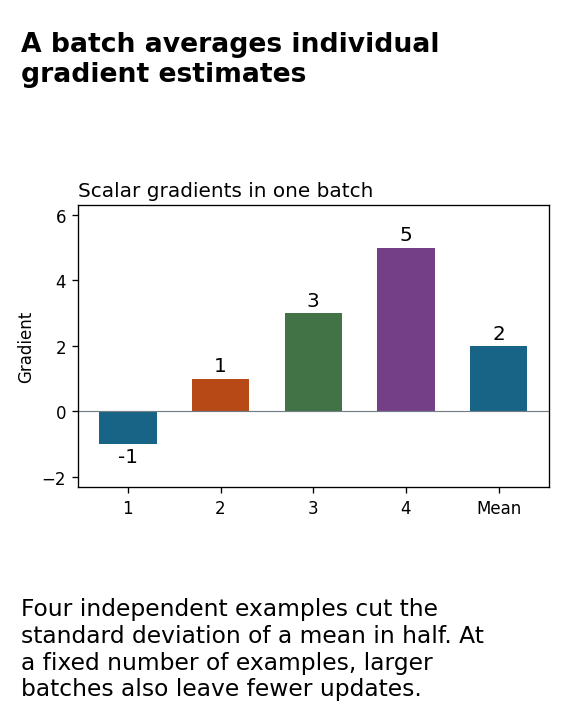 A batch averages individual
gradient estimates
Scalar gradients in one batch
6
4
2
0
−2
Gradient
-1
1
3
5
2
1
2
3
4
Mean
Four independent examples cut the
standard deviation of a mean in half. At
a fixed number of examples, larger
batches also leave fewer updates.